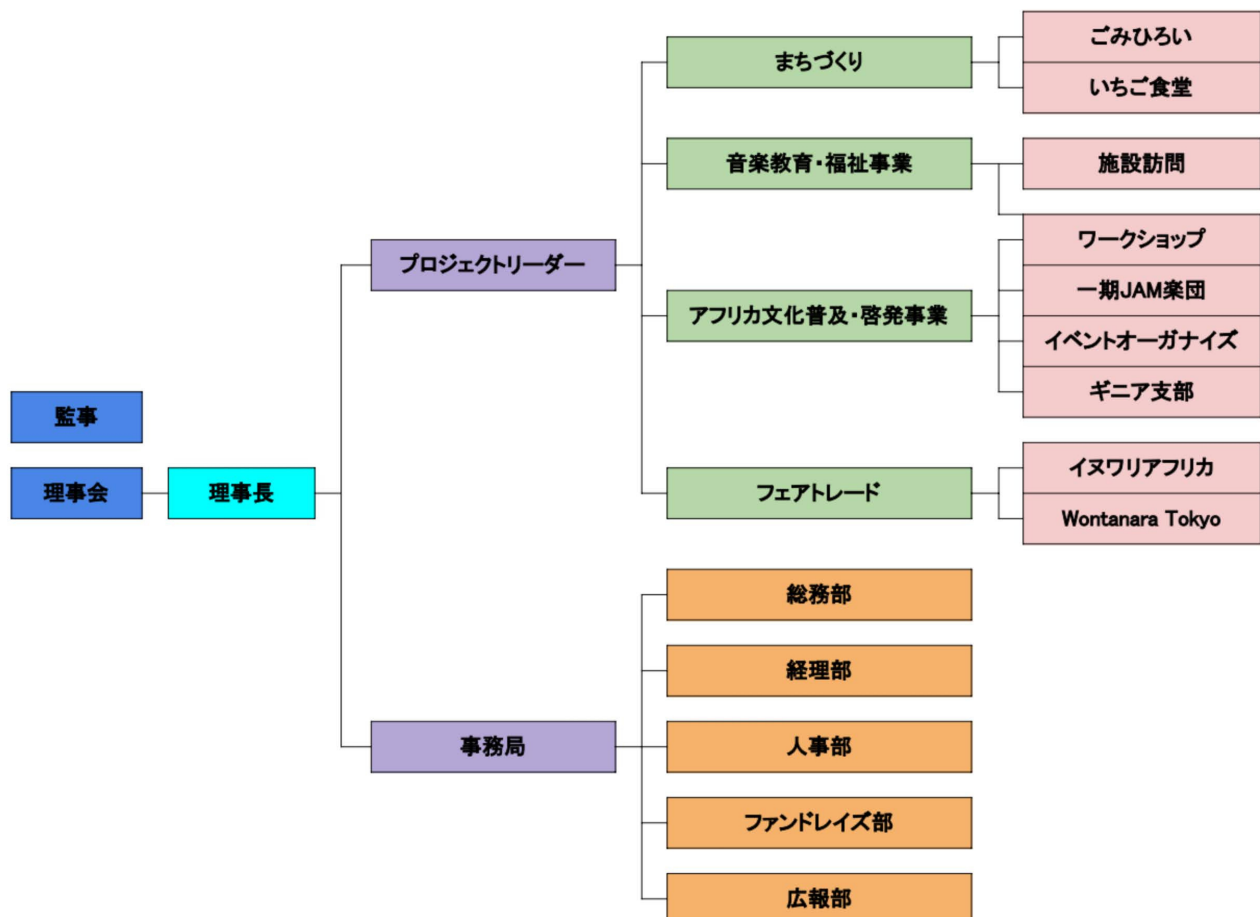 監事
理事会
理事長
プロジェクトリーダー
まちづくり
ごみひろい
いちご食堂
音楽教育・福祉事業
施設訪問
ワークショップ
アフリカ文化普及・啓発事業
一期JAM楽団
イベントオーガナイズ
ギニア支部
フェアトレード
イヌワリアフリカ
Wontanara Tokyo
事務局
総務部
経理部
人事部
ファンドレイズ部
広報部